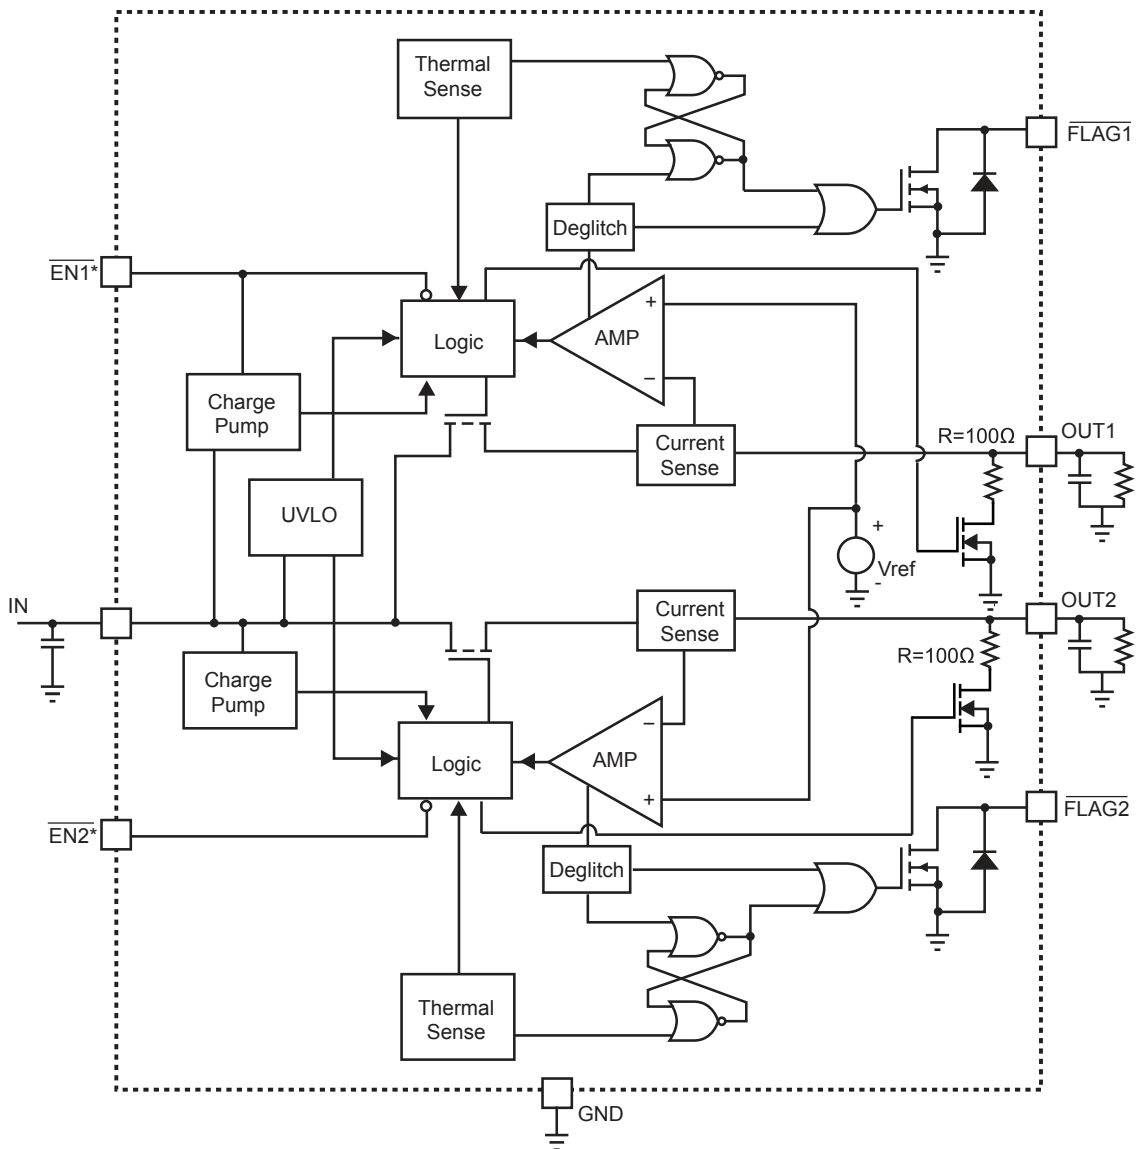 Thermal
Sense
FLAG1
Deglitch
EN1*
+
AMP
Logic
−
Charge
Pump
Current
Sense
R=100Ω
OUT1
UVLO
+
Vref
-
IN
OUT2
Current
Sense
R=100Ω
Charge
Pump
−
AMP
Logic
+
FLAG2
EN2*
Deglitch
Thermal
Sense
GND